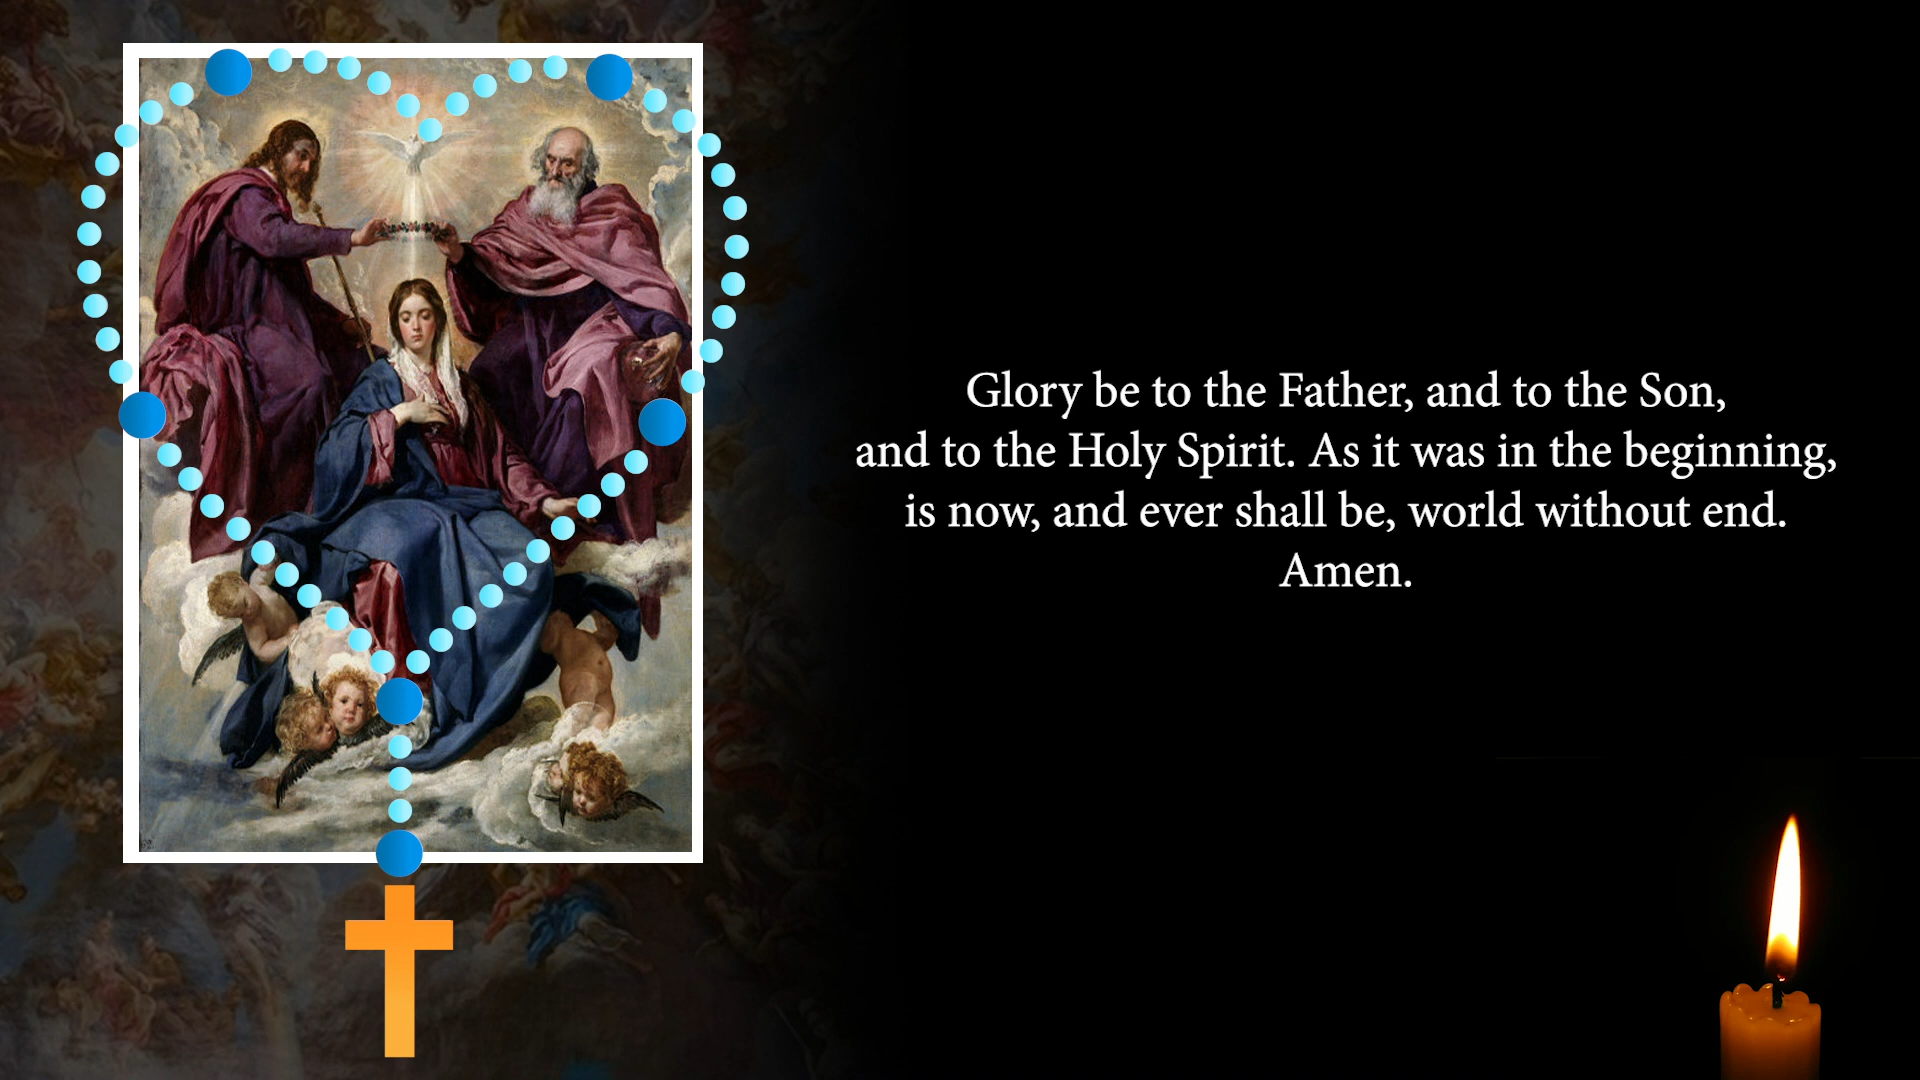 Glory be to the Father, and to the Son,
and to the Holy Spirit. As it was in the beginning,
is now, and ever shall be, world without end.
Amen.